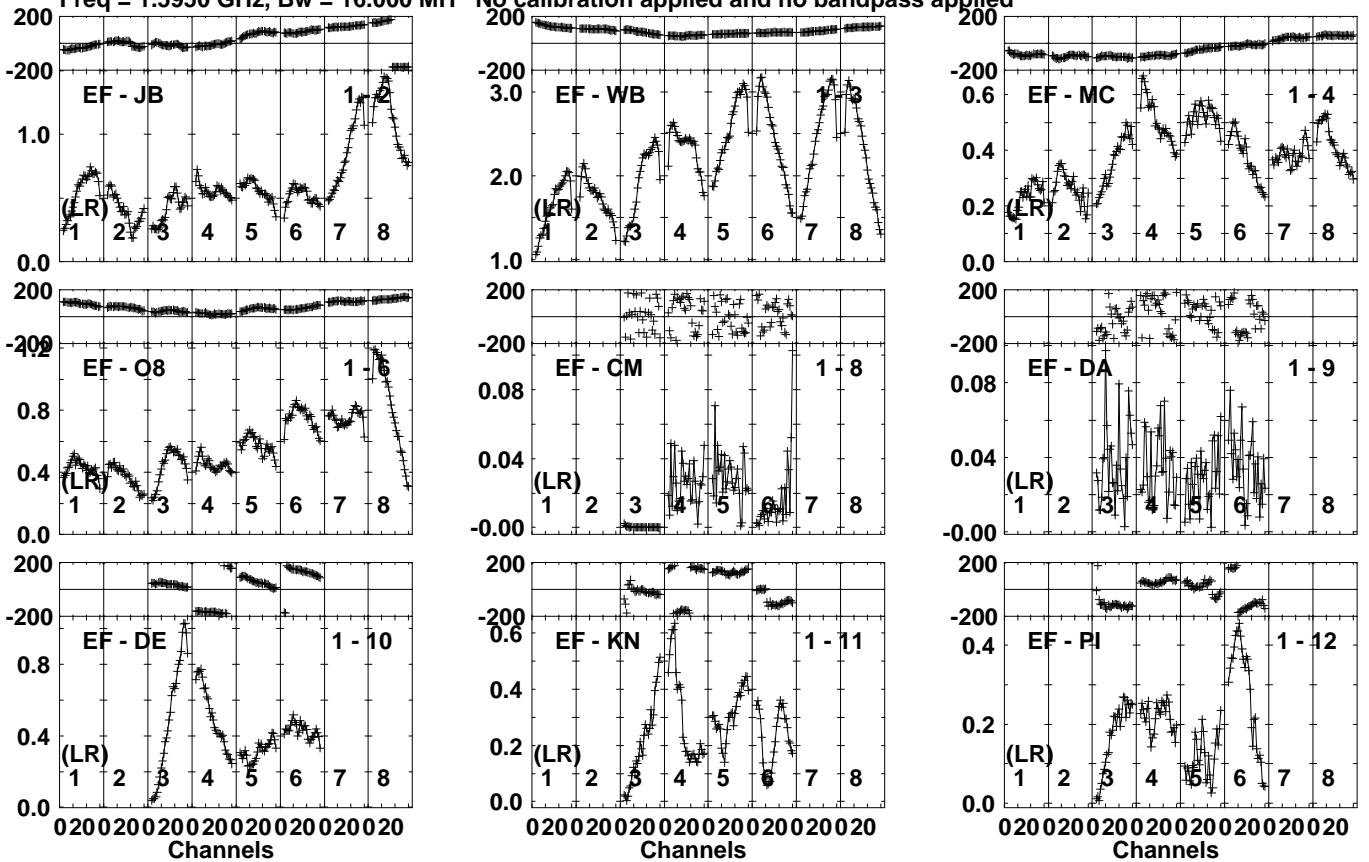 Freq = 1.5950 GHz, Bw = 16.000 MH No calibration applied and no bandpass applied
200 200 200
-200 -200 -200
EF - JB 1 - 2 EF - WB 1 - 3 EF - MC 1 - 4
3.0 0.6
1.0 0.4
2.0
(LR) (LR) 0.2 (LR)
1 2 3 4 5 6 7 8 1 2 3 4 5 6 7 8 1 2 3 4 5 6 7 8
0.0 1.0 0.0
200 200 200
-200 -200 -200
1.2
EF - O8 1 - 6 EF - CM 1 - 8 EF - DA 1 - 9
0.8 0.08 0.08
0.4 0.04 0.04
(LR) (LR) (LR)
1 2 3 4 5 6 7 8 1 2 3 4 5 6 7 8 1 2 3 4 5 6 7 8
0.0 -0.00 -0.00
200 200 200
-200 -200 -200
EF - DE 1 - 10 EF - KN 1 - 11 EF - PI 1 - 12
0.8 0.6 0.4
0.4 0.4 0.2
(LR) 0.2 (LR) (LR)
1 2 3 4 5 6 7 8 1 2 3 4 5 6 7 8 1 2 3 4 5 6 7 8
0.0 0.0 0.0
0 20 0 20 0 20 0 20 0 20 0 20 0 20 0 20 0 20 0 20 0 20 0 20 0 20 0 20 0 20 0 20 0 20 0 20 0 20 0 20 0 20 0 20 0 20 0 20
Channels Channels Channels